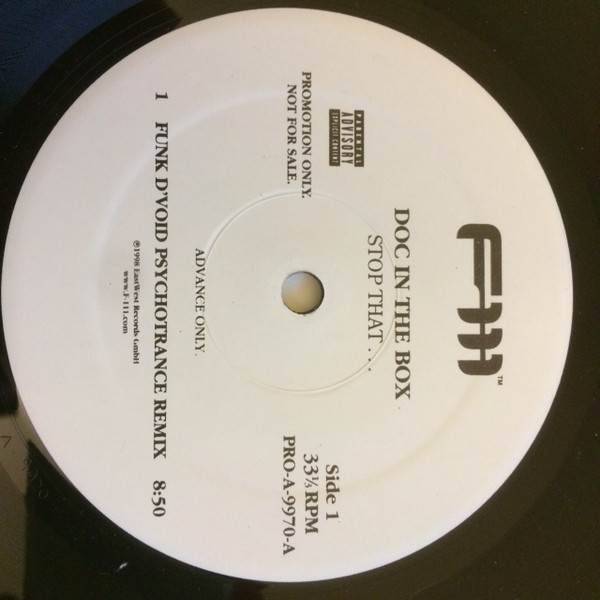 F-111™
DOC IN THE BOX
STOP THAT . . .
PARENTAL
ADVISORY
EXPLICIT CONTENT
PROMOTION ONLY.
NOT FOR SALE.
Side 1
33⅓ RPM
PRO-A-9970-A
ADVANCE ONLY.
1 FUNK D'VOID PSYCHOTRANCE REMIX 8:50
℗1998 EastWest Records GmbH
www.F-111.com